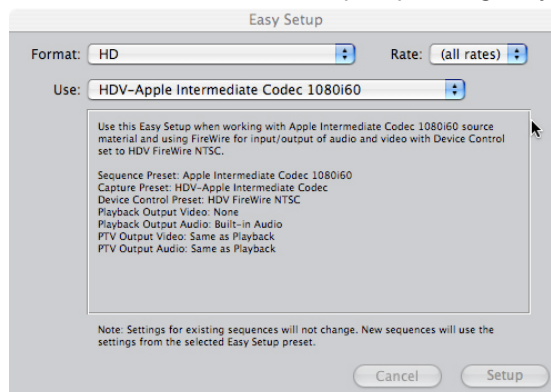 Easy Setup
Format: HD Rate: (all rates)
Use: HDV-Apple Intermediate Codec 1080i60
Use this Easy Setup when working with Apple Intermediate Codec 1080i60 source
material and using FireWire for input/output of audio and video with Device Control
set to HDV FireWire NTSC.
Sequence Preset: Apple Intermediate Codec 1080i60
Capture Preset: HDV-Apple Intermediate Codec
Device Control Preset: HDV FireWire NTSC
Playback Output Video: None
Playback Output Audio: Built-in Audio
PTV Output Video: Same as Playback
PTV Output Audio: Same as Playback
Note: Settings for existing sequences will not change. New sequences will use the
settings from the selected Easy Setup preset.
Cancel Setup